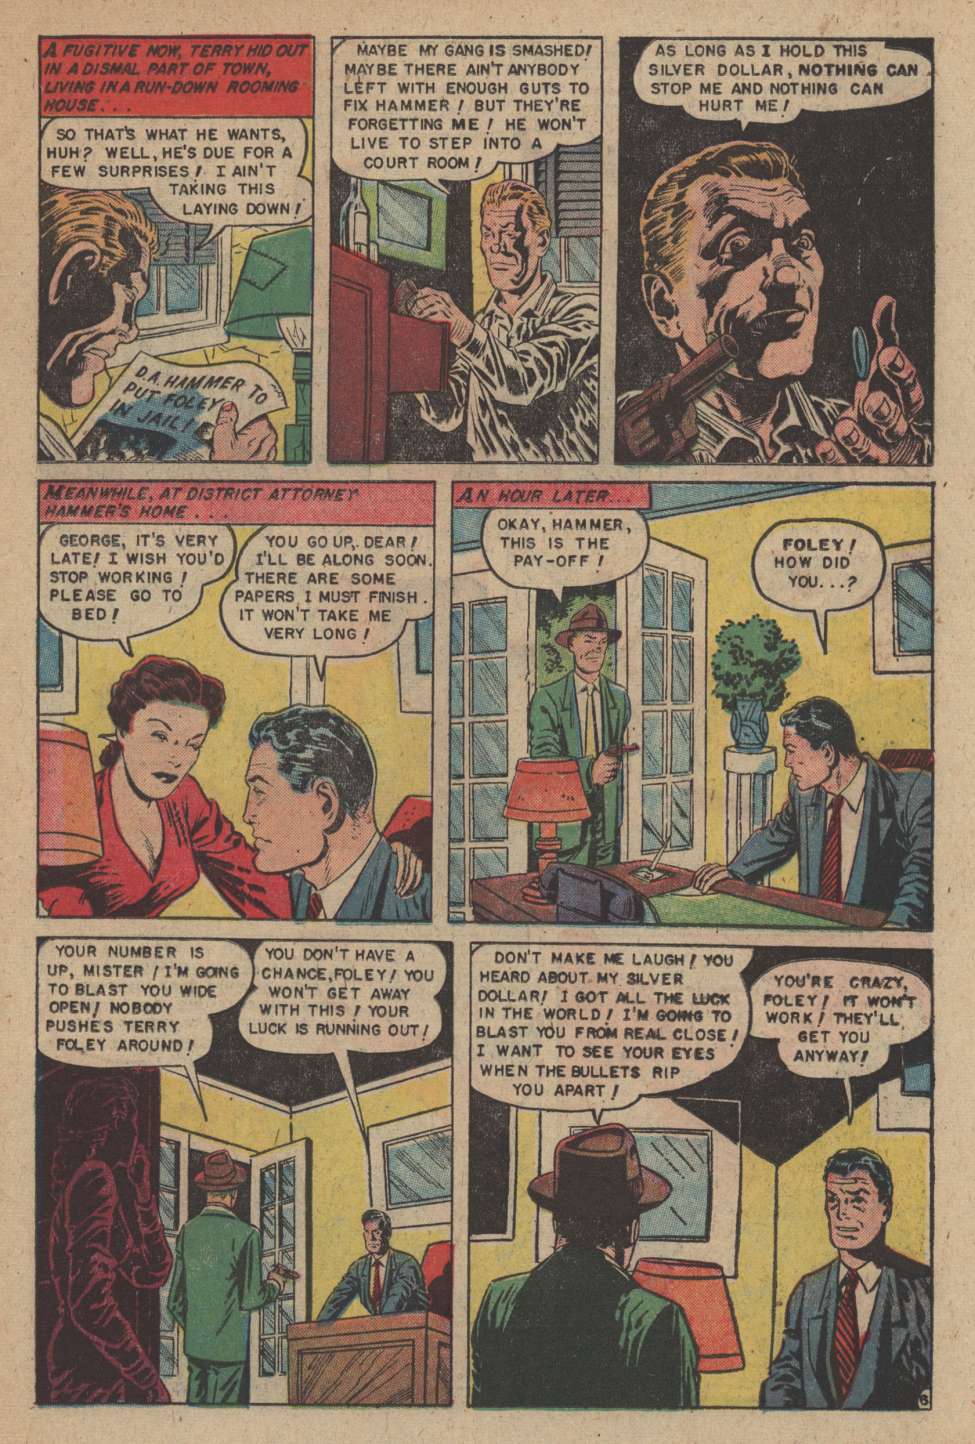 A FUGITIVE NOW, TERRY HID OUT
IN A DISMAL PART OF TOWN,
LIVING IN A RUN-DOWN ROOMING
HOUSE...
SO THAT'S WHAT HE WANTS,
HUH? WELL, HE'S DUE FOR A
FEW SURPRISES! I AIN'T
TAKING THIS
LAYING DOWN!
D.A. HAMMER TO
PUT FOLEY
IN JAIL!
MAYBE MY GANG IS SMASHED!
MAYBE THERE AIN'T ANYBODY
LEFT WITH ENOUGH GUTS TO
FIX HAMMER! BUT THEY'RE
FORGETTING ME! HE WON'T
LIVE TO STEP INTO A
COURT ROOM!
AS LONG AS I HOLD THIS
SILVER DOLLAR, NOTHING CAN
STOP ME AND NOTHING CAN
HURT ME!
MEANWHILE, AT DISTRICT ATTORNEY
HAMMER'S HOME...
GEORGE, IT'S VERY
LATE! I WISH YOU'D
STOP WORKING!
PLEASE GO TO
BED!
YOU GO UP, DEAR!
I'LL BE ALONG SOON.
THERE ARE SOME
PAPERS I MUST FINISH.
IT WON'T TAKE ME
VERY LONG!
AN HOUR LATER...
OKAY, HAMMER,
THIS IS THE
PAY-OFF!
FOLEY!
HOW DID
YOU...?
YOUR NUMBER IS
UP, MISTER! I'M GOING
TO BLAST YOU WIDE
OPEN! NOBODY
PUSHES TERRY
FOLEY AROUND!
YOU DON'T HAVE A
CHANCE, FOLEY! YOU
WON'T GET AWAY
WITH THIS! YOUR
LUCK IS RUNNING OUT!
DON'T MAKE ME LAUGH! YOU
HEARD ABOUT MY SILVER
DOLLAR! I GOT ALL THE LUCK
IN THE WORLD! I'M GOING TO
BLAST YOU FROM REAL CLOSE!
I WANT TO SEE YOUR EYES
WHEN THE BULLETS RIP
YOU APART!
YOU'RE CRAZY,
FOLEY! IT WON'T
WORK! THEY'LL
GET YOU
ANYWAY!
6